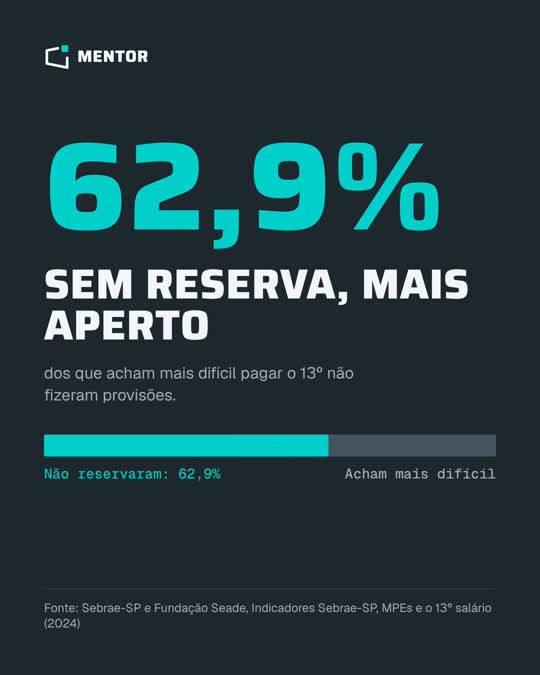 MENTOR
62,9%
SEM RESERVA, MAIS
APERTO
dos que acham mais difícil pagar o 13º não
fizeram provisões.
Não reservaram: 62,9%
Acham mais difícil
Fonte: Sebrae-SP e Fundação Seade, Indicadores Sebrae-SP, MPEs e o 13º salário
(2024)